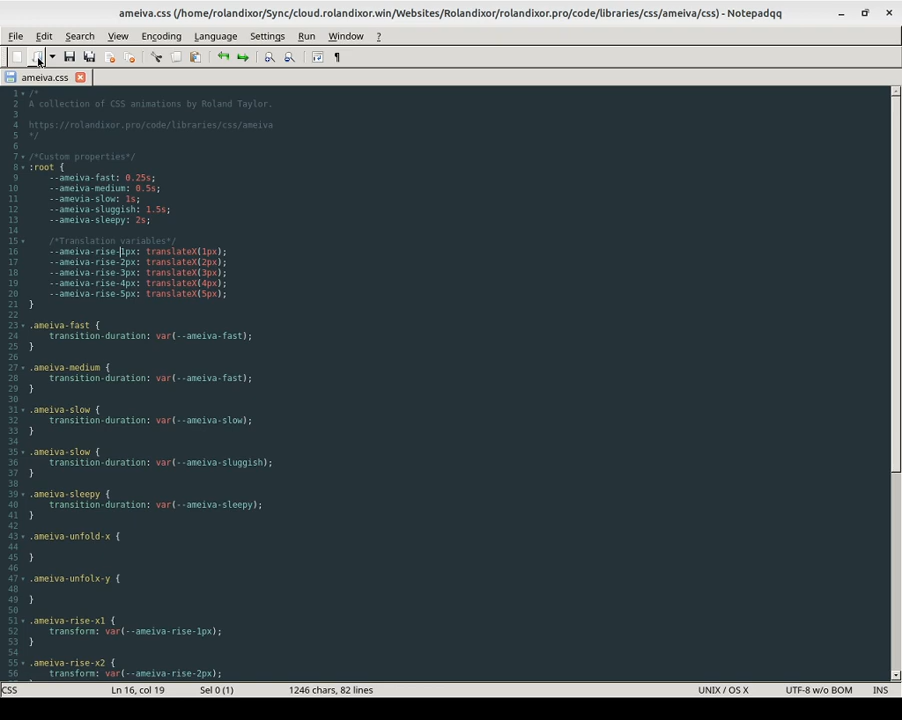 ameiva.css (/home/rolandixor/Sync/cloud.rolandixor.win/Websites/Rolandixor/rolandixor.pro/code/libraries/css/ameiva/css) - Notepadqq
File Edit Search View Encoding Language Settings Run Window ?
ameiva.css
1 /*
2 A collection of CSS animations by Roland Taylor.
3
4 https://rolandixor.pro/code/libraries/css/ameiva
5 */
6
7 /*Custom properties*/
8 :root {
9 --ameiva-fast: 0.25s;
10 --ameiva-medium: 0.5s;
11 --amevia-slow: 1s;
12 --ameiva-sluggish: 1.5s;
13 --ameiva-sleepy: 2s;
14
15 /*Translation variables*/
16 --ameiva-rise-1px: translateX(1px);
17 --ameiva-rise-2px: translateX(2px);
18 --ameiva-rise-3px: translateX(3px);
19 --ameiva-rise-4px: translateX(4px);
20 --ameiva-rise-5px: translateX(5px);
21 }
22
23 .ameiva-fast {
24 transition-duration: var(--ameiva-fast);
25 }
26
27 .ameiva-medium {
28 transition-duration: var(--ameiva-fast);
29 }
30
31 .ameiva-slow {
32 transition-duration: var(--ameiva-slow);
33 }
34
35 .ameiva-slow {
36 transition-duration: var(--ameiva-sluggish);
37 }
38
39 .ameiva-sleepy {
40 transition-duration: var(--ameiva-sleepy);
41 }
42
43 .ameiva-unfold-x {
44
45 }
46
47 .ameiva-unfolx-y {
48
49 }
50
51 .ameiva-rise-x1 {
52 transform: var(--ameiva-rise-1px);
53 }
54
55 .ameiva-rise-x2 {
56 transform: var(--ameiva-rise-2px);
CSS Ln 16, col 19 Sel 0 (1) 1246 chars, 82 lines UNIX / OS X UTF-8 w/o BOM INS